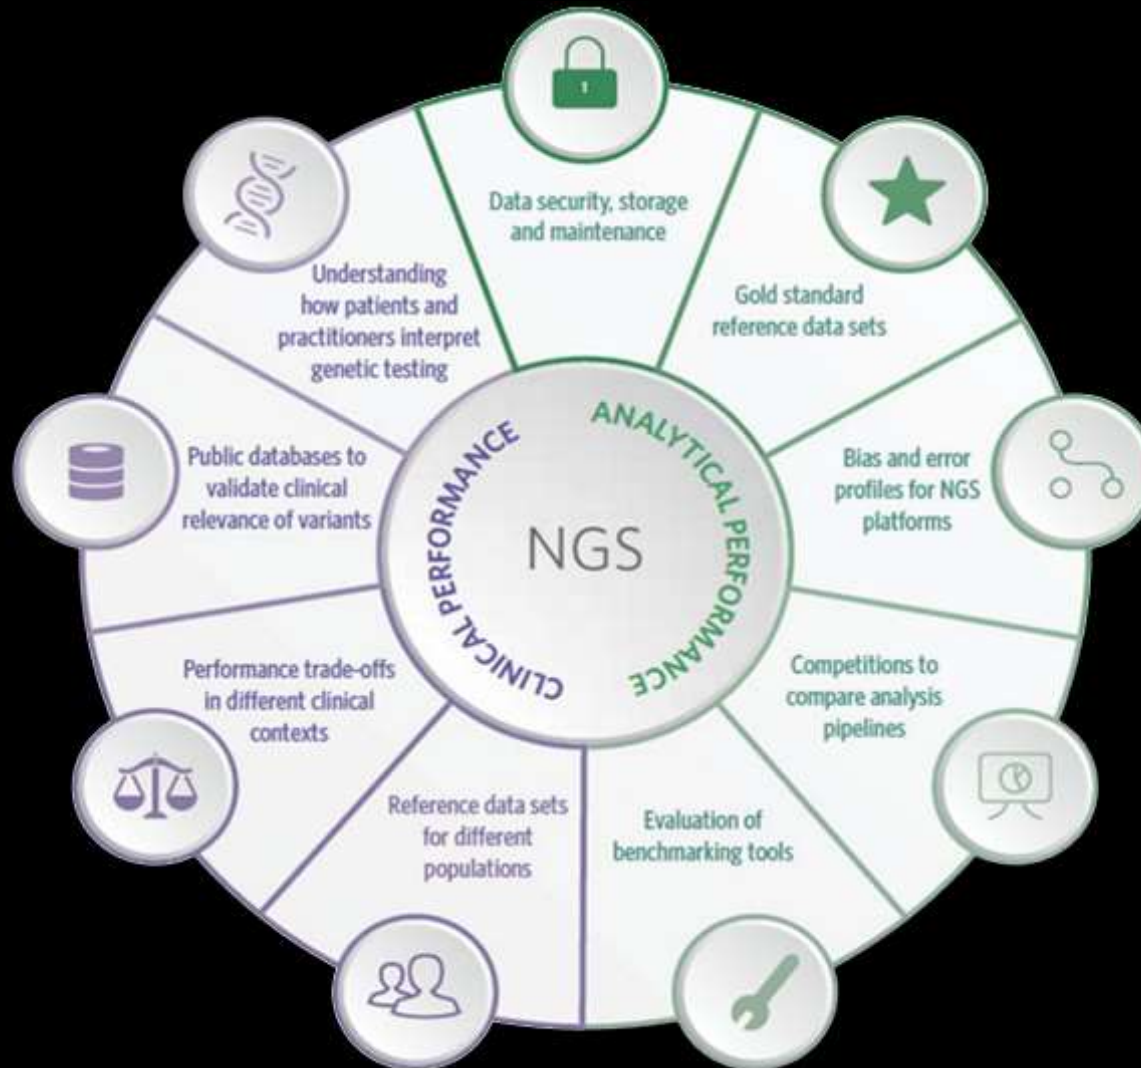 1
Data security, storage
and maintenance
Gold standard
reference data sets
Bias and error
profiles for NGS
platforms
Competitions to
compare analysis
pipelines
Evaluation of
benchmarking tools
Reference data sets
for different
populations
Performance trade-offs
in different clinical
contexts
Public databases to
validate clinical
relevance of variants
Understanding
how patients and
practitioners interpret
genetic testing
CLINICAL PERFORMANCE
ANALYTICAL PERFORMANCE
NGS